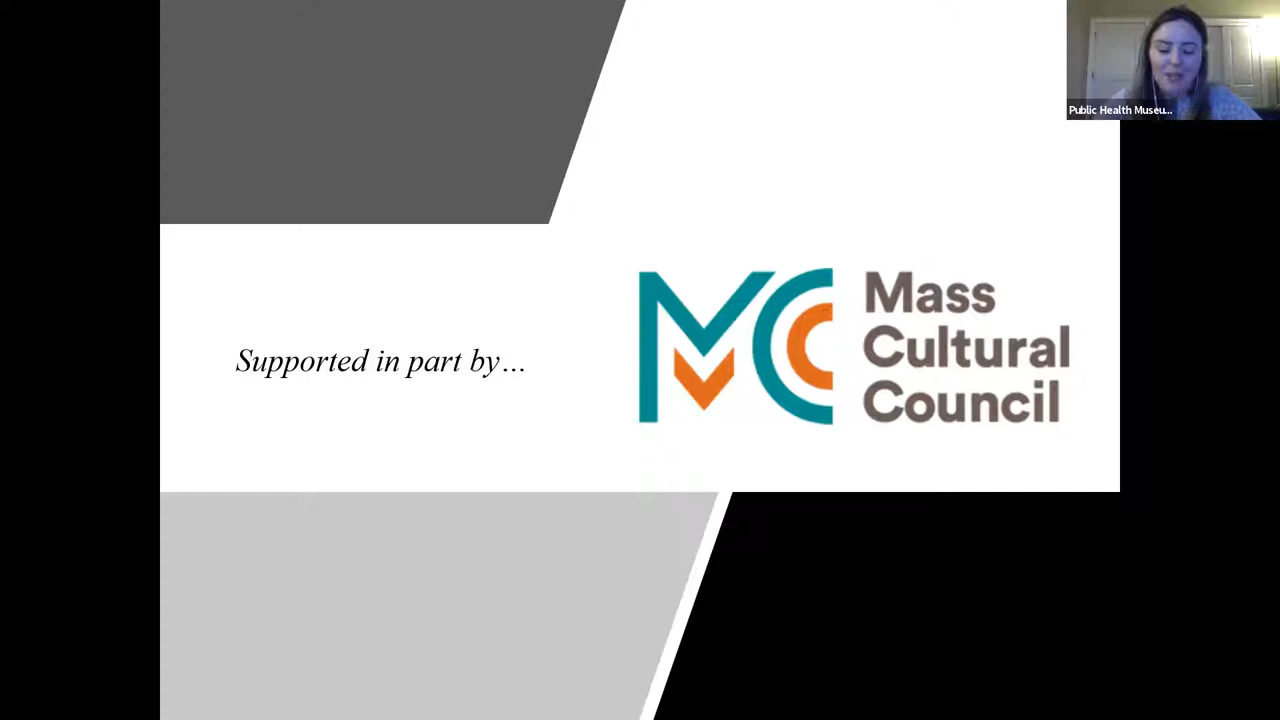 Public Health Museu...
Supported in part by...
MC
Mass
Cultural
Council